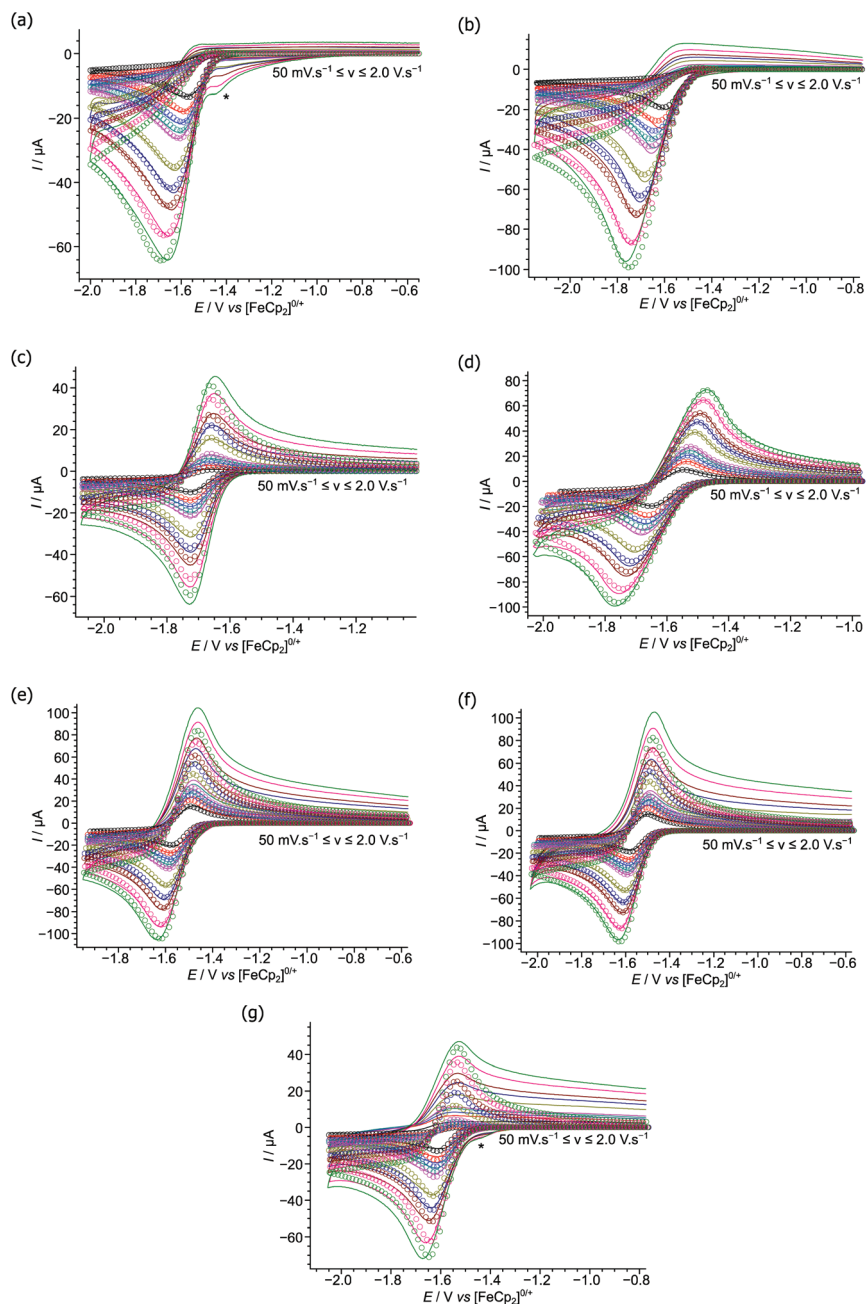 (a)
0
−20
−40
−60
I / µA
50 mV.s⁻¹ ≤ v ≤ 2.0 V.s⁻¹
*
−2.0 −1.8 −1.6 −1.4 −1.2 −1.0 −0.8 −0.6
E / V vs [FeCp₂]⁰/⁺
(b)
0
−20
−40
−60
−80
−100
I / µA
50 mV.s⁻¹ ≤ v ≤ 2.0 V.s⁻¹
−2.0 −1.8 −1.6 −1.4 −1.2 −1.0 −0.8
E / V vs [FeCp₂]⁰/⁺
(c)
40
20
0
−20
−40
−60
I / µA
50 mV.s⁻¹ ≤ v ≤ 2.0 V.s⁻¹
−2.0 −1.8 −1.6 −1.4 −1.2
E / V vs [FeCp₂]⁰/⁺
(d)
80
60
40
20
0
−20
−40
−60
−80
−100
I / µA
50 mV.s⁻¹ ≤ v ≤ 2.0 V.s⁻¹
−2.0 −1.8 −1.6 −1.4 −1.2 −1.0
E / V vs [FeCp₂]⁰/⁺
(e)
100
80
60
40
20
0
−20
−40
−60
−80
−100
I / µA
50 mV.s⁻¹ ≤ v ≤ 2.0 V.s⁻¹
−1.8 −1.6 −1.4 −1.2 −1.0 −0.8 −0.6
E / V vs [FeCp₂]⁰/⁺
(f)
100
80
60
40
20
0
−20
−40
−60
−80
−100
I / µA
50 mV.s⁻¹ ≤ v ≤ 2.0 V.s⁻¹
−2.0 −1.8 −1.6 −1.4 −1.2 −1.0 −0.8 −0.6
E / V vs [FeCp₂]⁰/⁺
(g)
40
20
0
−20
−40
−60
I / µA
50 mV.s⁻¹ ≤ v ≤ 2.0 V.s⁻¹
*
−2.0 −1.8 −1.6 −1.4 −1.2 −1.0 −0.8
E / V vs [FeCp₂]⁰/⁺